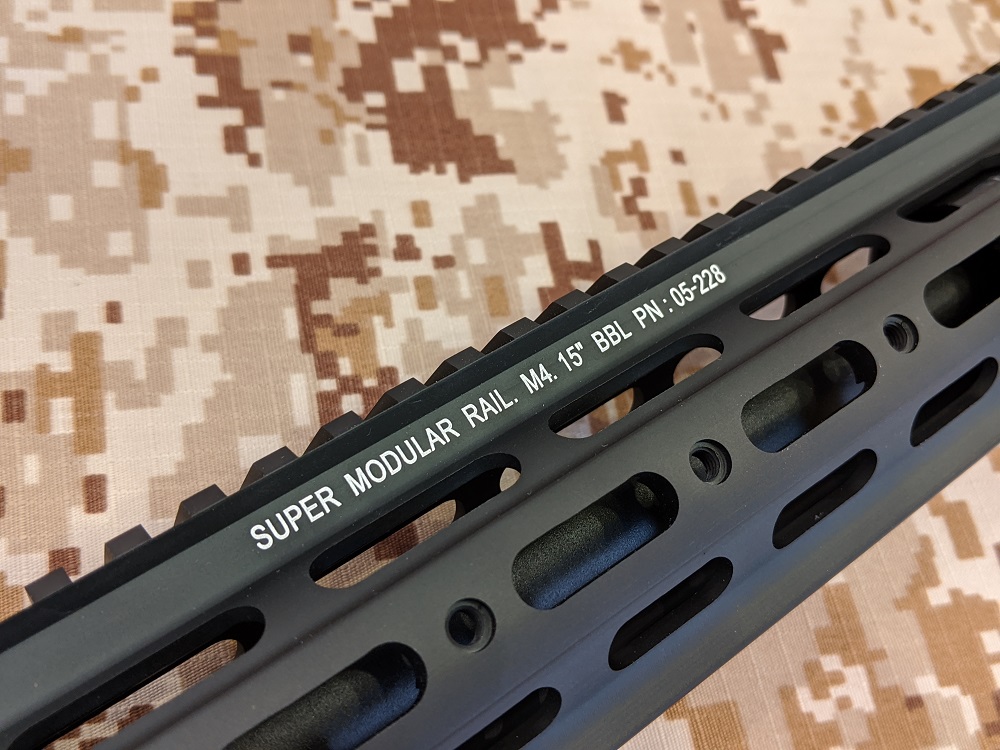 SUPER MODULAR RAIL. M4. 15" BBL PN : 05-228